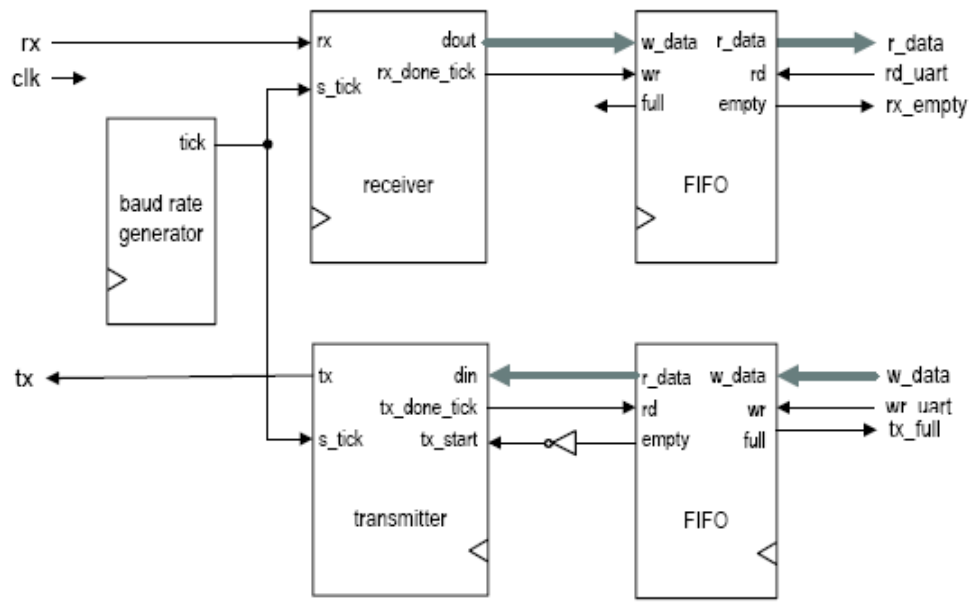 rx
clk
tick
baud rate
generator
tx
rx
dout
rx_done_tick
s_tick
receiver
w_data
r_data
wr
rd
full
empty
FIFO
r_data
rd_uart
rx_empty
tx
din
tx_done_tick
s_tick
tx_start
transmitter
r_data
w_data
rd
wr
empty
full
FIFO
w_data
wr_uart
tx_full